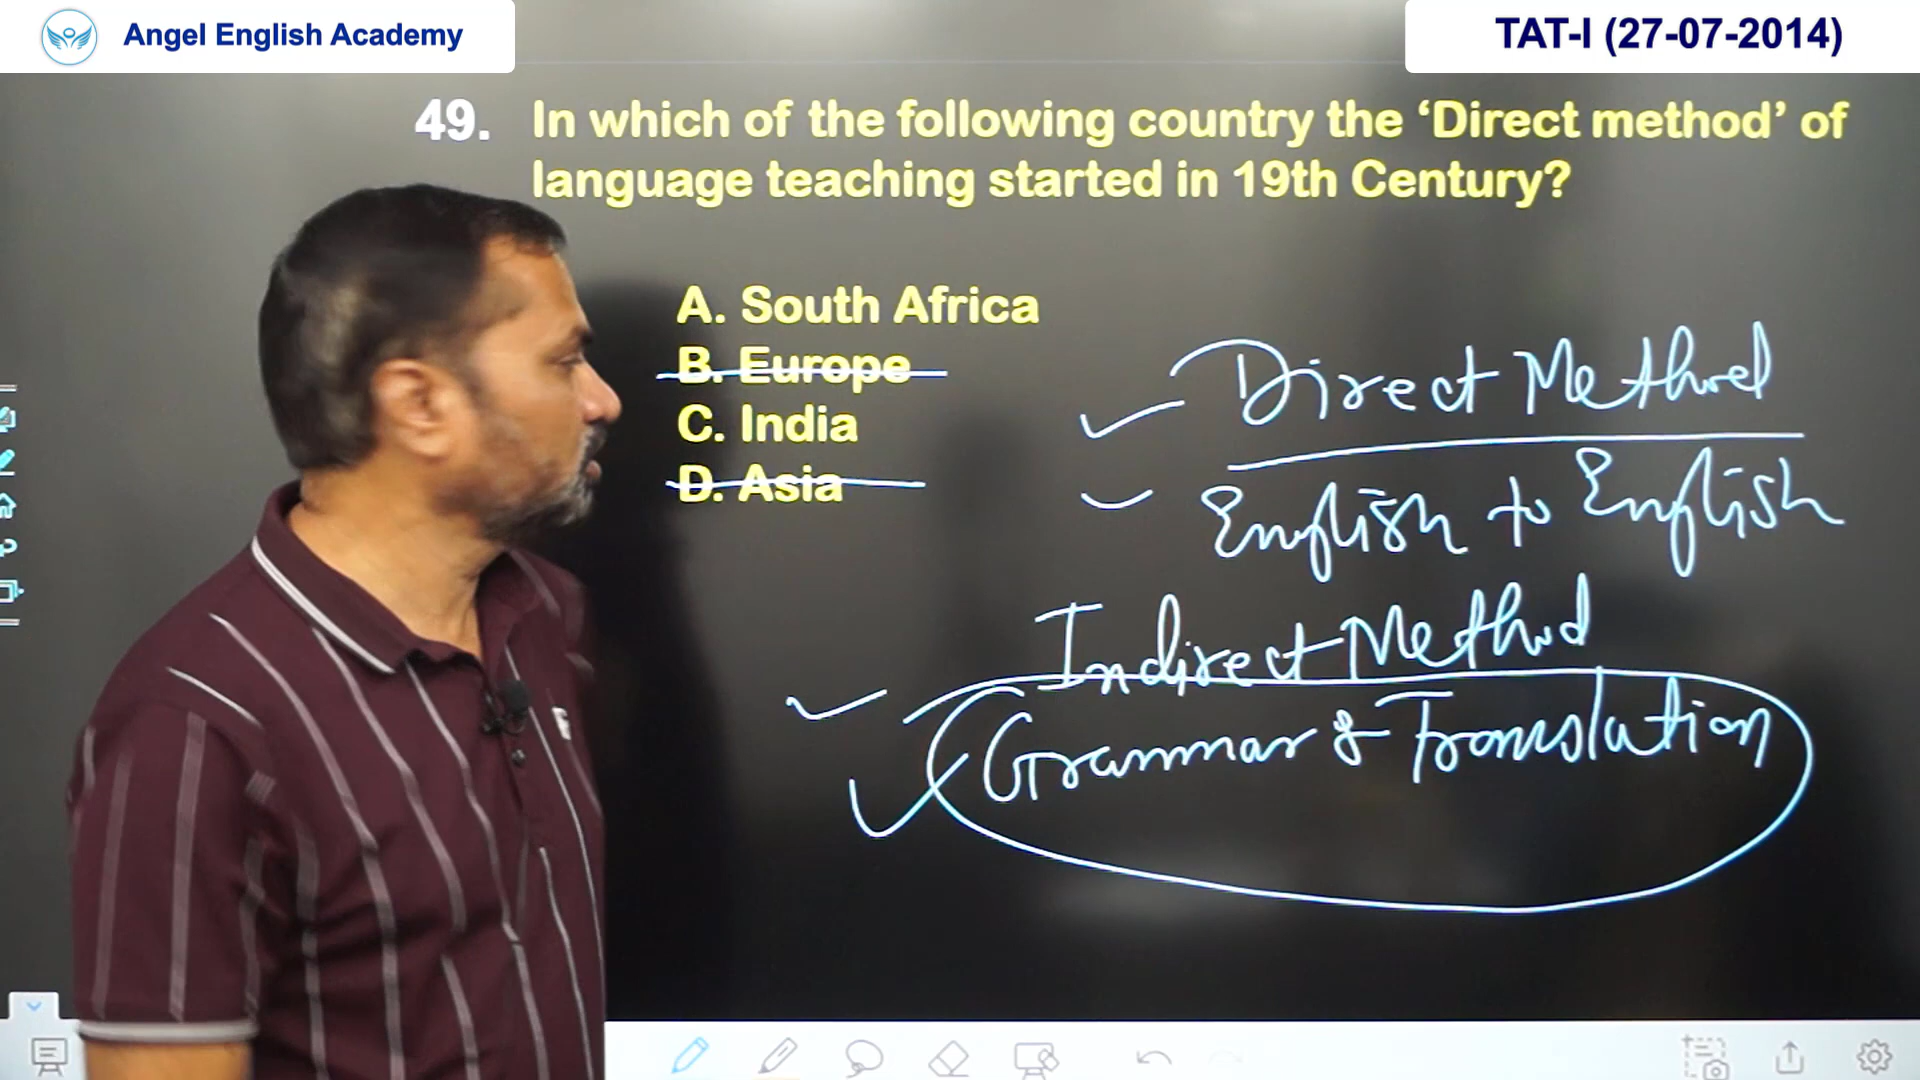 Angel English Academy
TAT-I (27-07-2014)
49. In which of the following country the ‘Direct method’ of
language teaching started in 19th Century?
A. South Africa
B. Europe
C. India
D. Asia
Direct Method
English to English
Indirect Method
Grammar & Translation